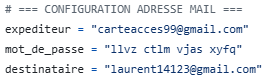 # === CONFIGURATION ADRESSE MAIL ===
expediteur = "carteacces99@gmail.com"
mot_de_passe = "llvz ctlm vjas xyfq"
destinataire = "laurent14123@gmail.com"